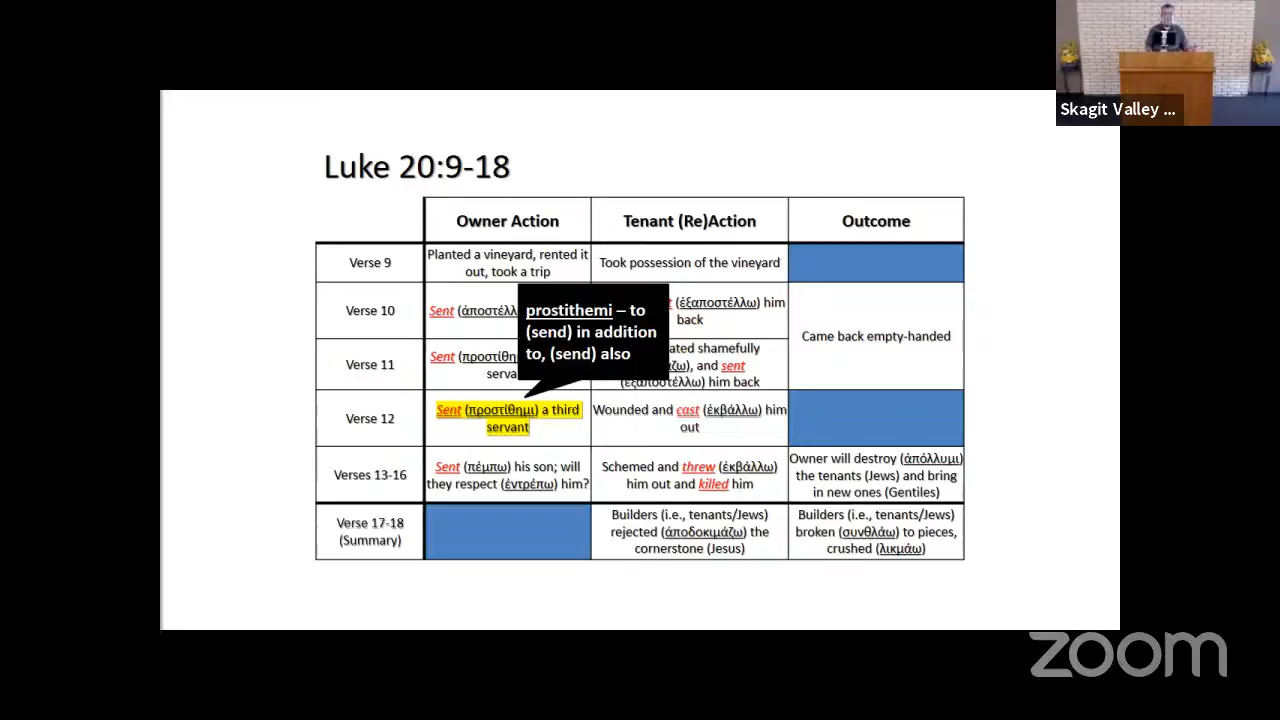 Skagit Valley ...
Luke 20:9-18
Owner Action
Tenant (Re)Action
Outcome
Verse 9
Planted a vineyard, rented it
out, took a trip
Took possession of the vineyard
Verse 10
Sent (ἀποστέλλ
(ἐξαποστέλλω) him
back
Came back empty-handed
prostithemi – to
(send) in addition
to, (send) also
Verse 11
Sent (προστίθημ
serva
ated shamefully
ζω), and sent
(ἐξαποστέλλω) him back
Verse 12
Sent (προστίθημι) a third
servant
Wounded and cast (ἐκβάλλω) him
out
Verses 13-16
Sent (πέμπω) his son; will
they respect (ἐντρέπω) him?
Schemed and threw (ἐκβάλλω)
him out and killed him
Owner will destroy (ἀπόλλυμι)
the tenants (Jews) and bring
in new ones (Gentiles)
Verse 17-18
(Summary)
Builders (i.e., tenants/Jews)
rejected (ἀποδοκιμάζω) the
cornerstone (Jesus)
Builders (i.e., tenants/Jews)
broken (συνθλάω) to pieces,
crushed (λικμάω)
zoom